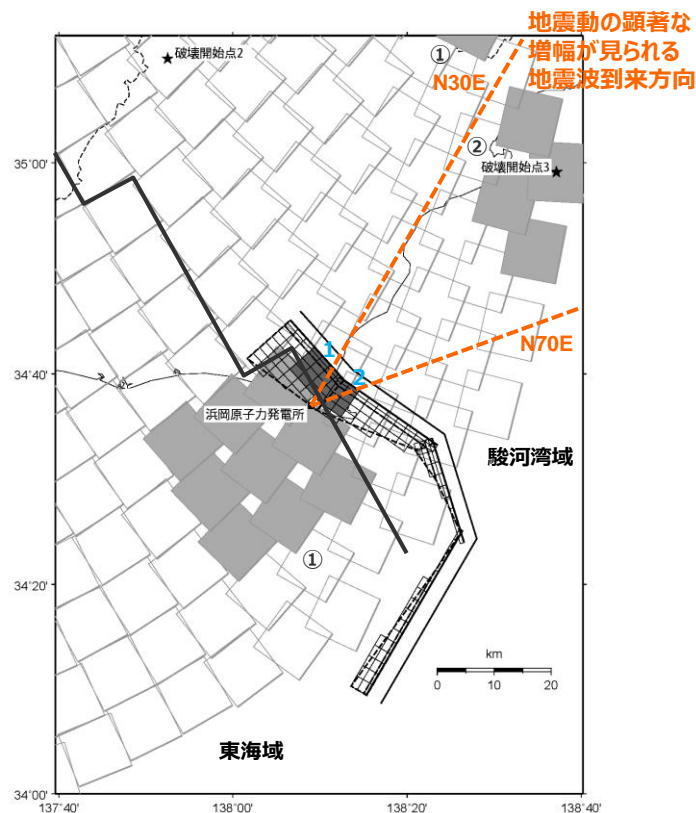 地震動の顕著な
増幅が見られる
地震波到来方向
①
★破壊開始点2
N30E
②
35°00'
破壊開始点3★
N70E
1
34°40'
2
浜岡原子力発電所
駿河湾域
①
34°20'
km
0 10 20
東海域
34°00'
137°40' 138°00' 138°20' 138°40'